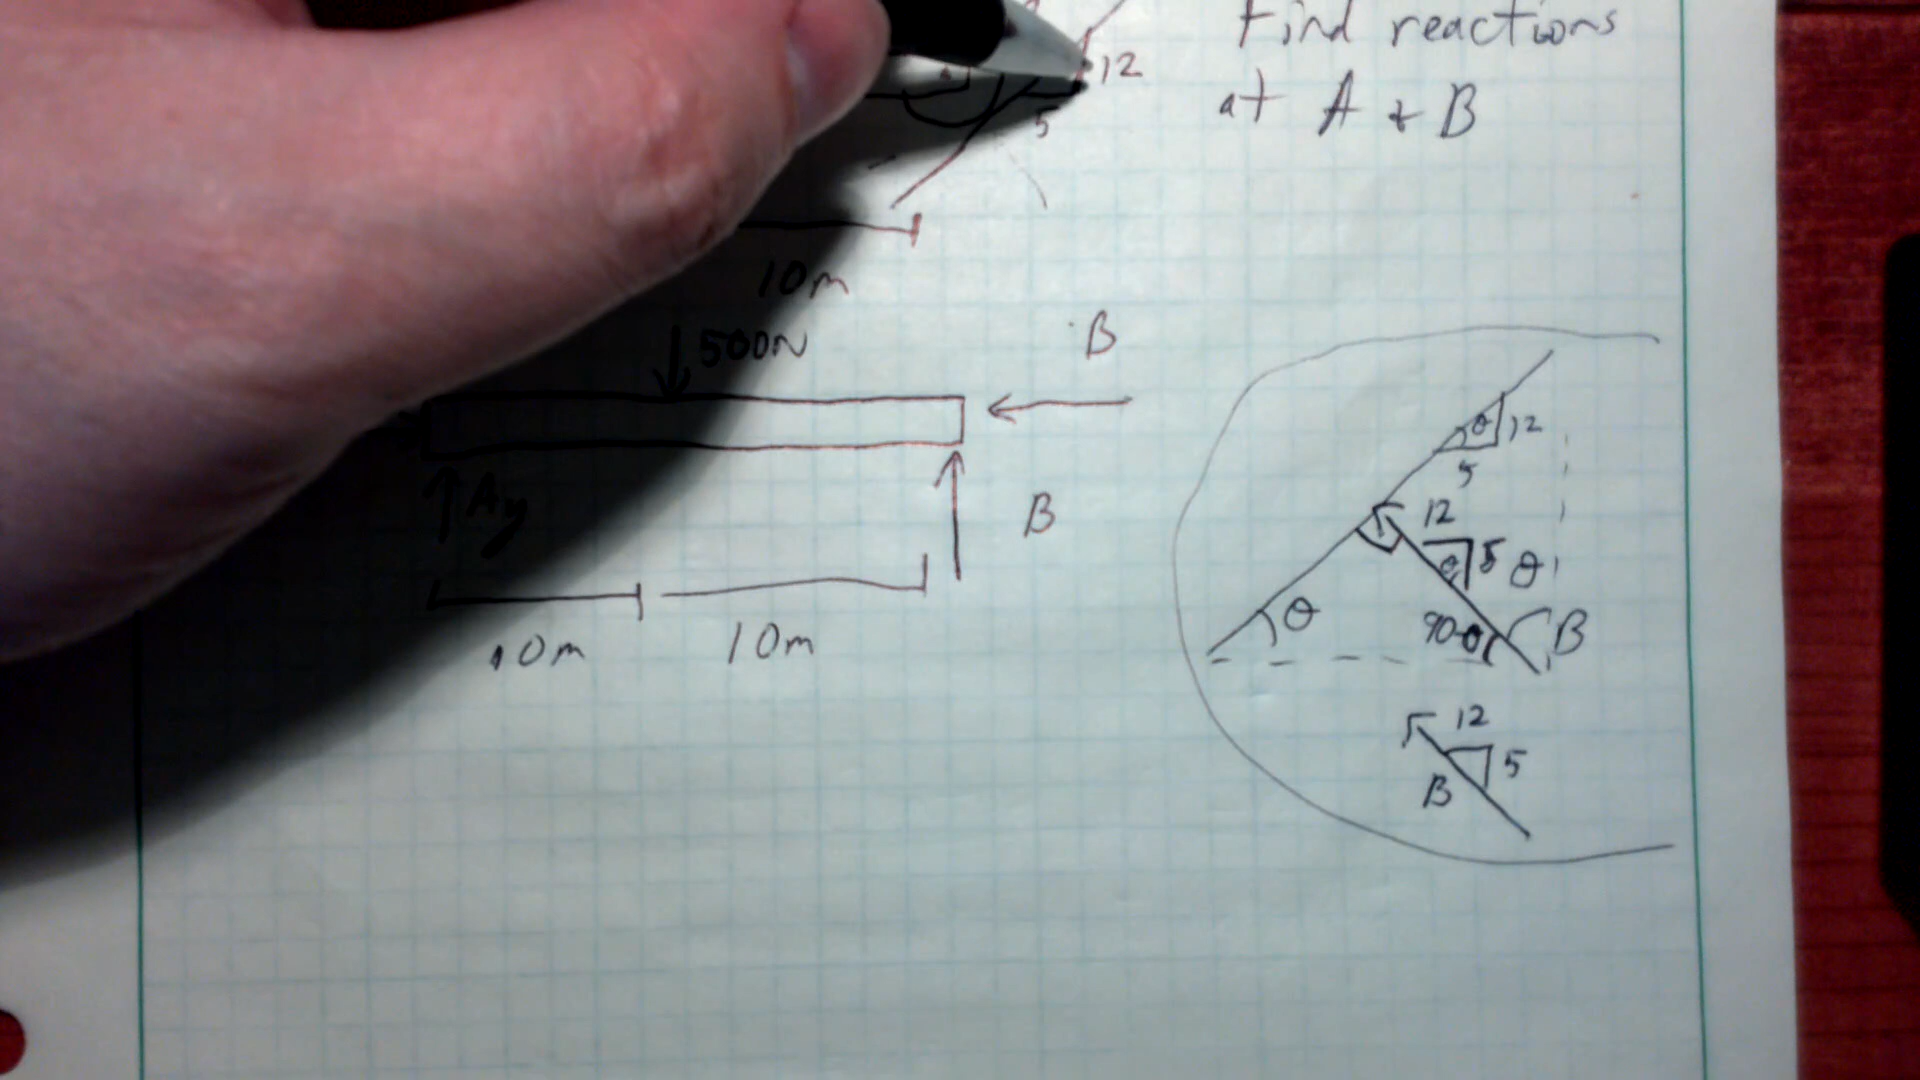 Find reactions
at A & B
12
5
10m
500N
B
Ay
B
10m
10m
θ 12
5
12
θ 5 θ
θ
90-θ
B
12
5
B